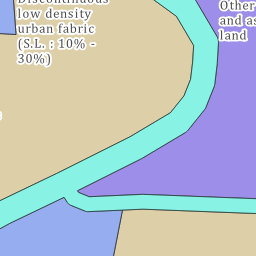 Discontinuous
low density
urban fabric
(S.L. : 10% -
30%)
Other
and as
land